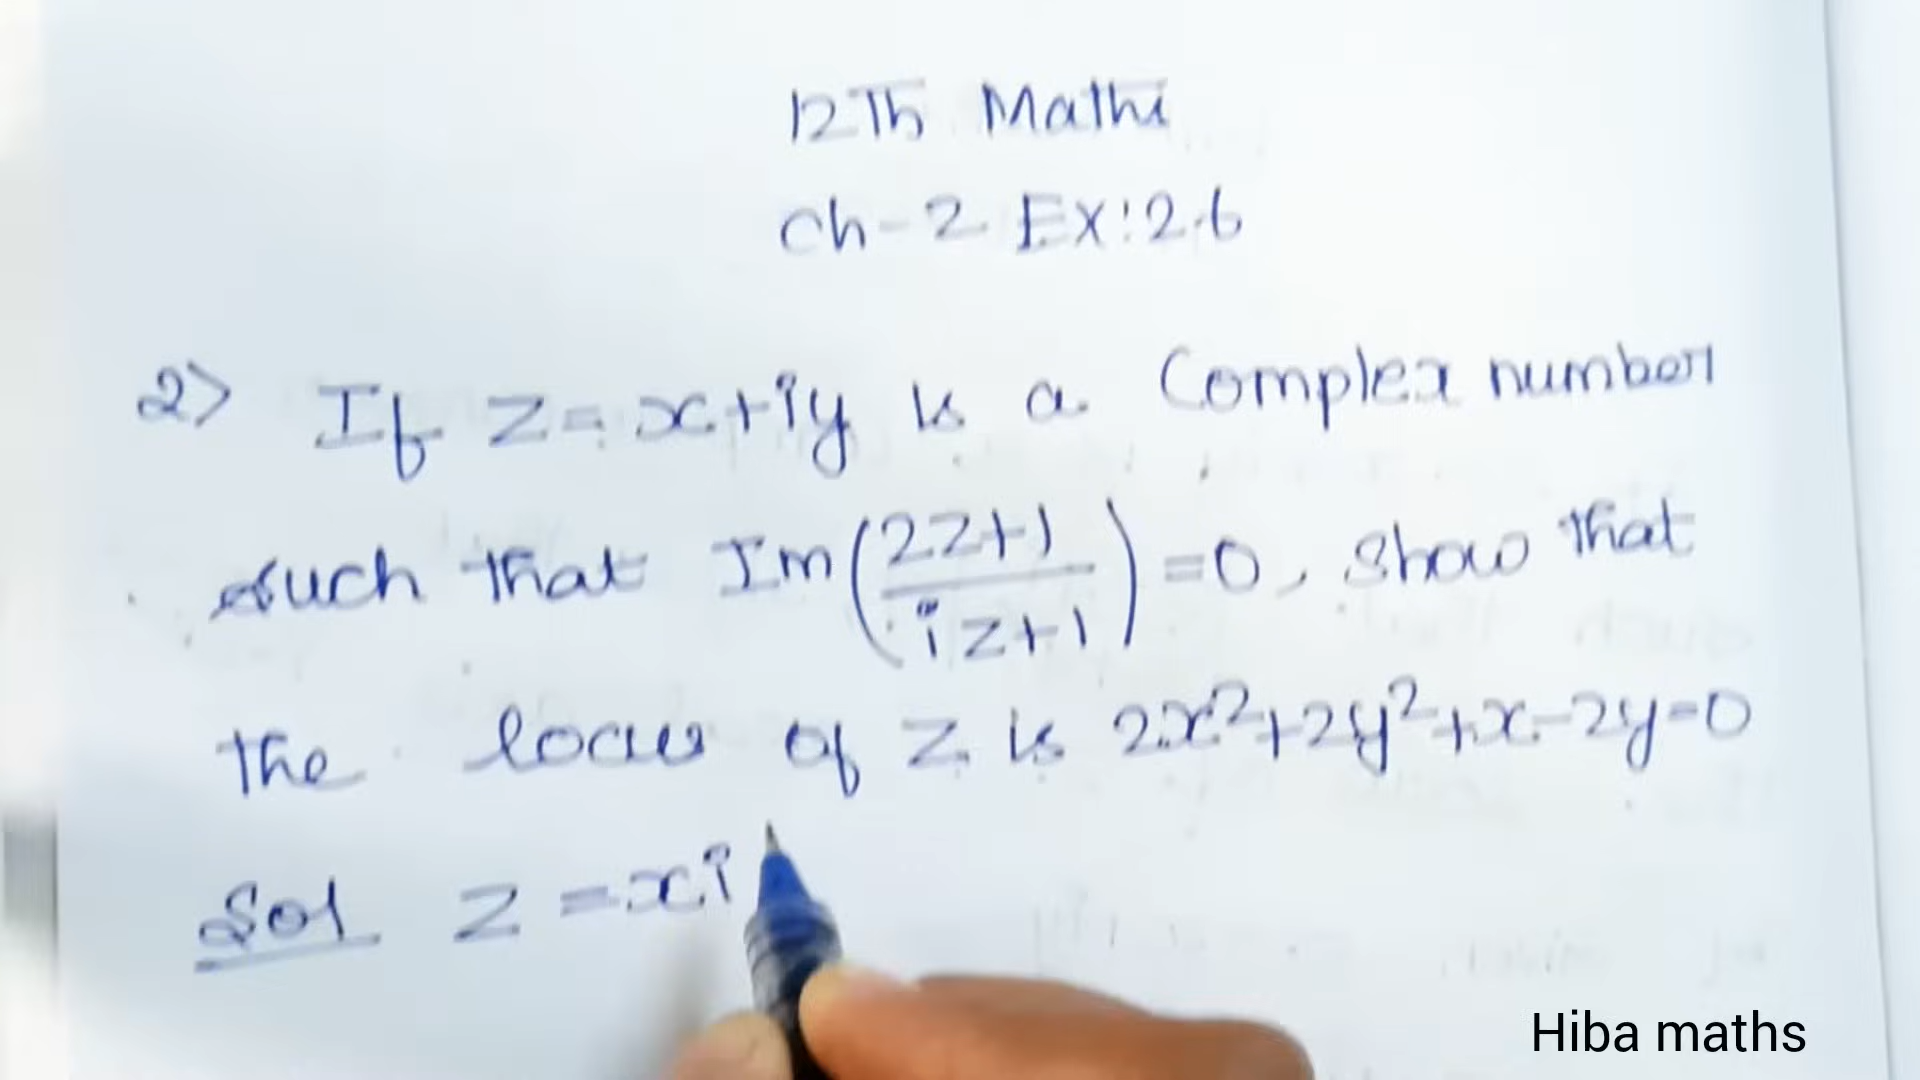 12Th Maths
Ch-2 Ex:2.6
2) If z=x+iy is a Complex number
such that Im(2z+1/iz+1)=0, show that
the locus of z is 2x²+2y²+x-2y=0
Sol z=xi
Hiba maths